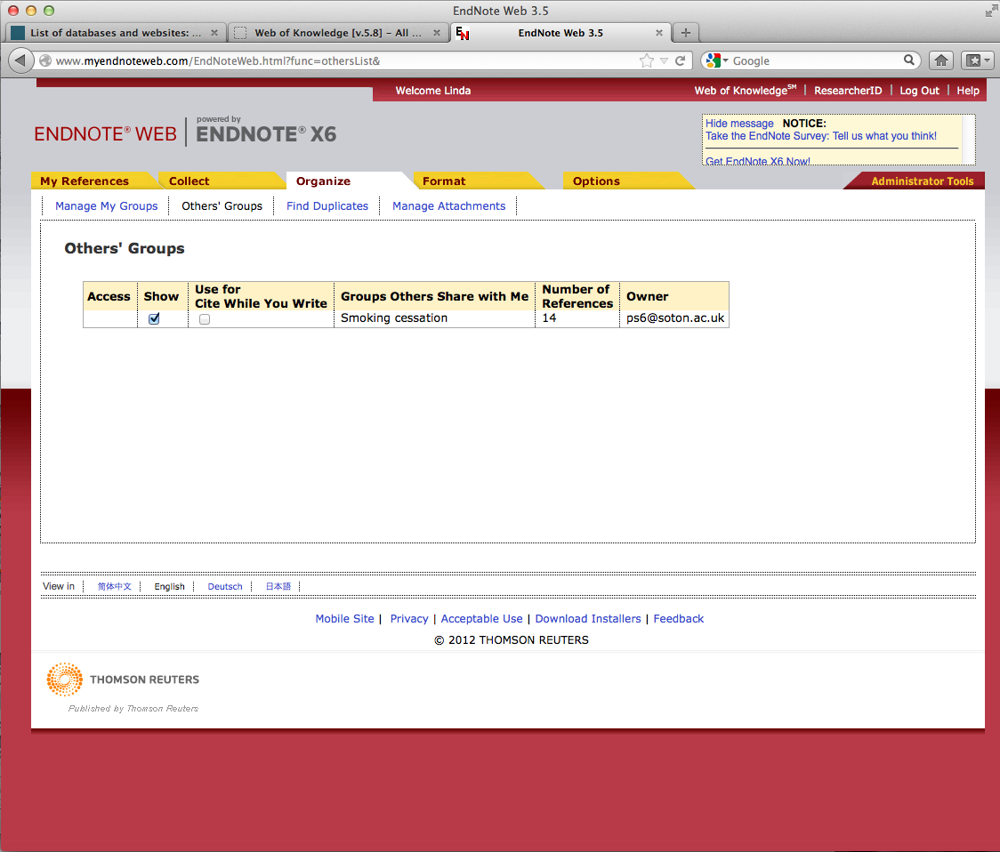 EndNote Web 3.5
List of databases and websites: ...
Web of Knowledge [v.5.8] – All ...
EndNote Web 3.5
www.myendnoteweb.com/EndNoteWeb.html?func=othersList&
Google
Welcome Linda
Web of Knowledge℠ | ResearcherID | Log Out | Help
ENDNOTE® WEB
powered by
ENDNOTE® X6
Hide message NOTICE:
Take the EndNote Survey: Tell us what you think!
Get EndNote X6 Now!
My References Collect Organize Format Options Administrator Tools
Manage My Groups Others' Groups Find Duplicates Manage Attachments
Others' Groups
Access Show Use for Cite While You Write Groups Others Share with Me Number of References Owner
Smoking cessation 14 ps6@soton.ac.uk
View in 简体中文 English Deutsch 日本語
Mobile Site | Privacy | Acceptable Use | Download Installers | Feedback
© 2012 THOMSON REUTERS
THOMSON REUTERS
Published by Thomson Reuters